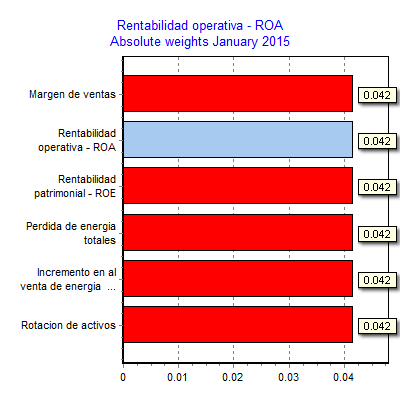 Rentabilidad operativa - ROA
Absolute weights January 2015
Margen de ventas
0.042
Rentabilidad
operativa - ROA
0.042
Rentabilidad
patrimonial - ROE
0.042
Perdida de energia
totales
0.042
Incremento en al
venta de energia ...
0.042
Rotacion de activos
0.042
0
0.01
0.02
0.03
0.04